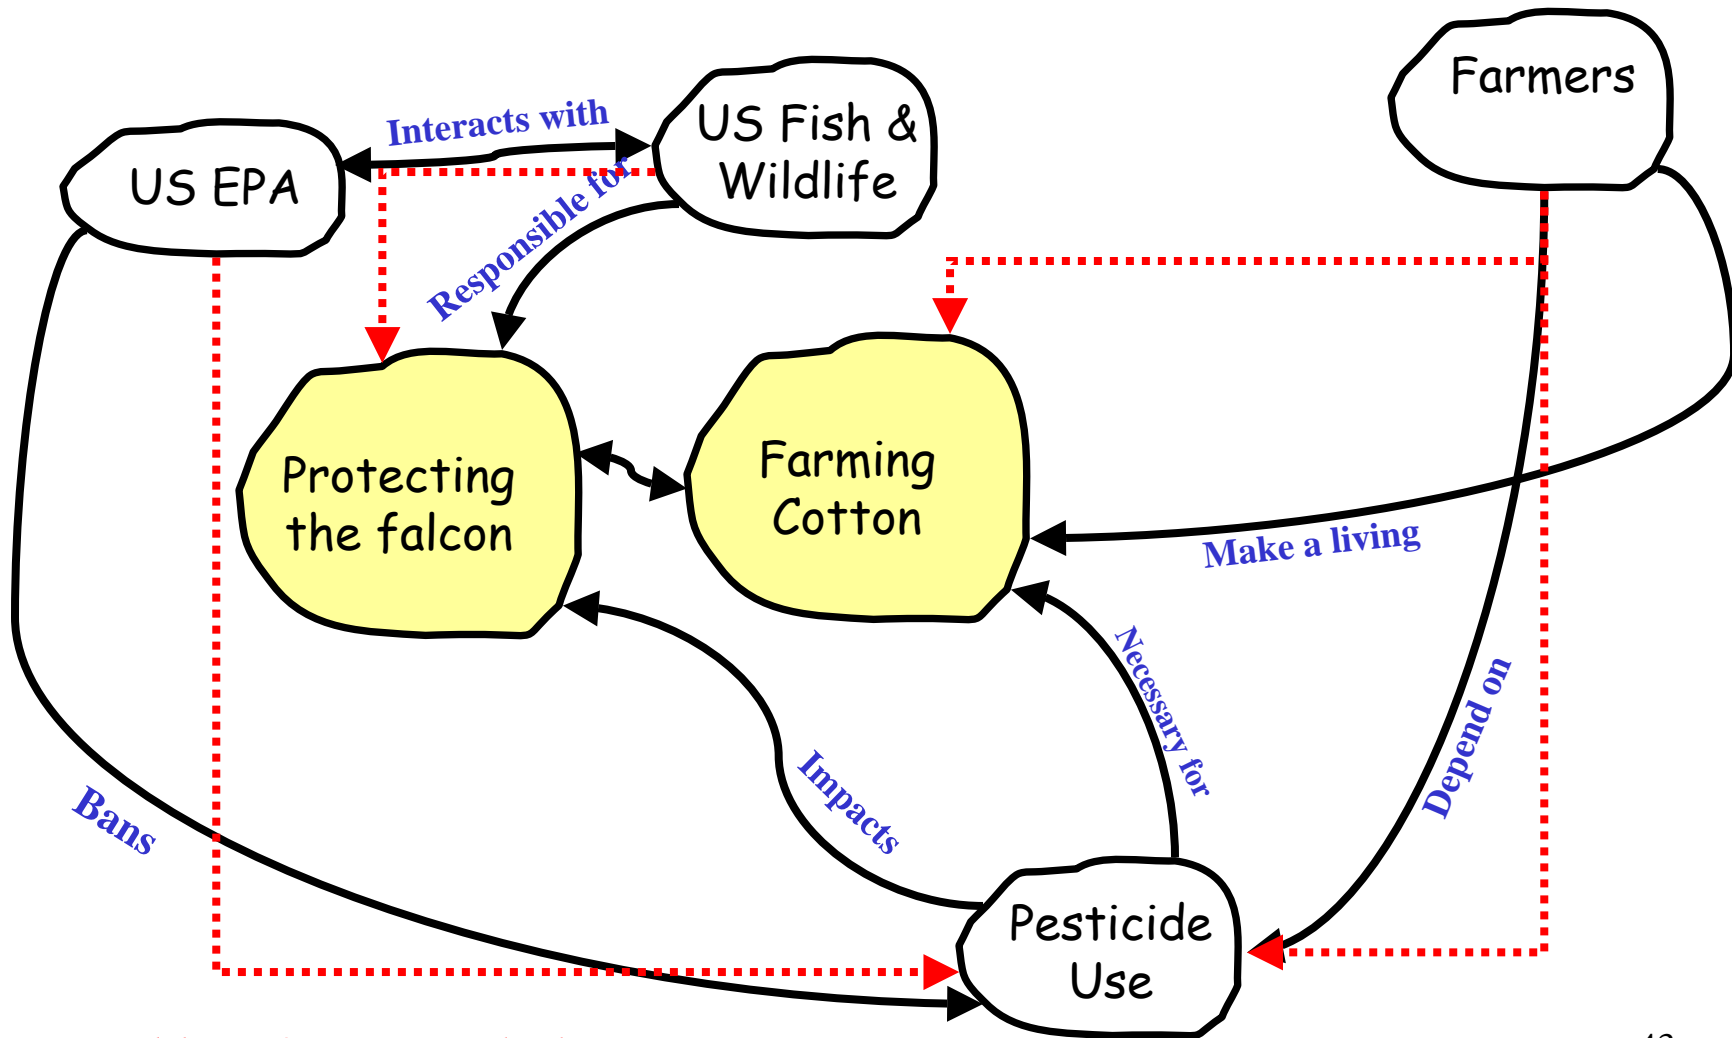 Farmers
Interacts with
US Fish &
Wildlife
US EPA
Responsible for
Protecting
the falcon
Farming
Cotton
Make a living
Necessary for
Depend on
Impacts
Bans
Pesticide
Use